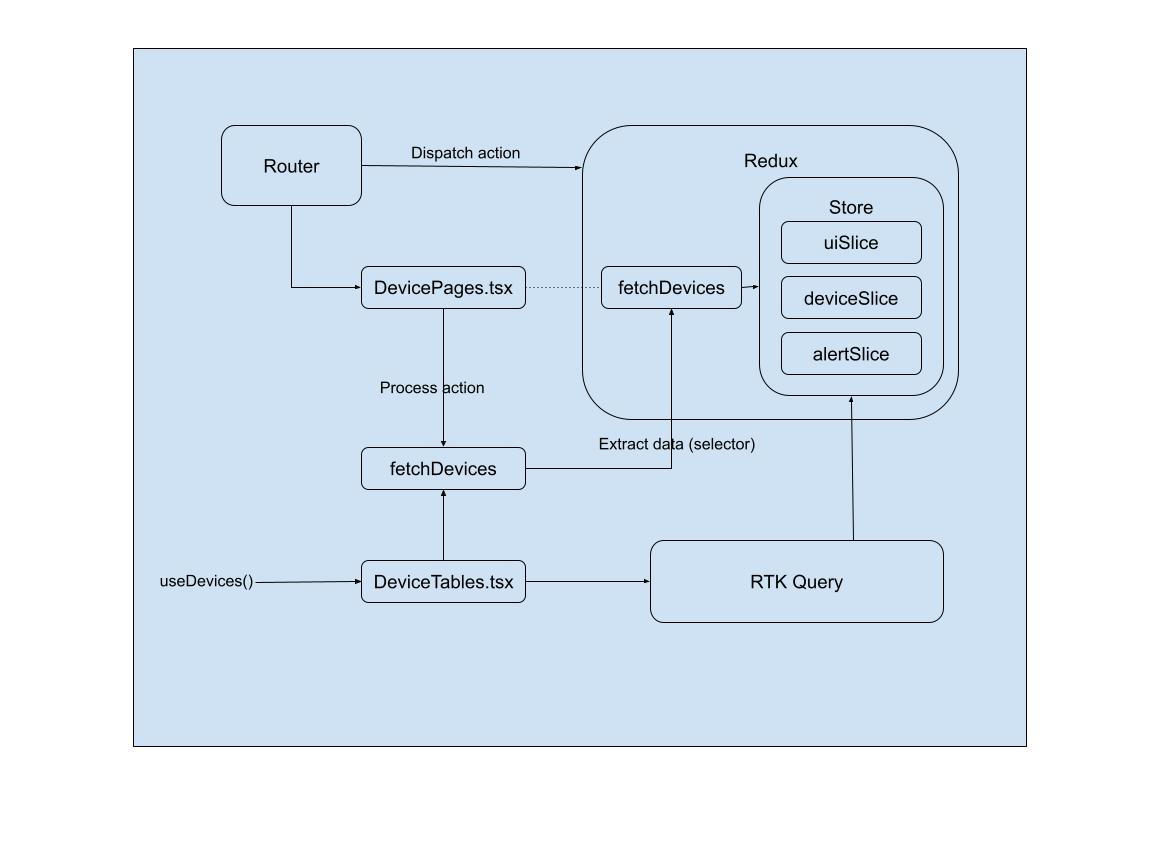 Router
Dispatch action
Redux
Store
uiSlice
DevicePages.tsx
fetchDevices
deviceSlice
alertSlice
Process action
Extract data (selector)
fetchDevices
useDevices()
DeviceTables.tsx
RTK Query